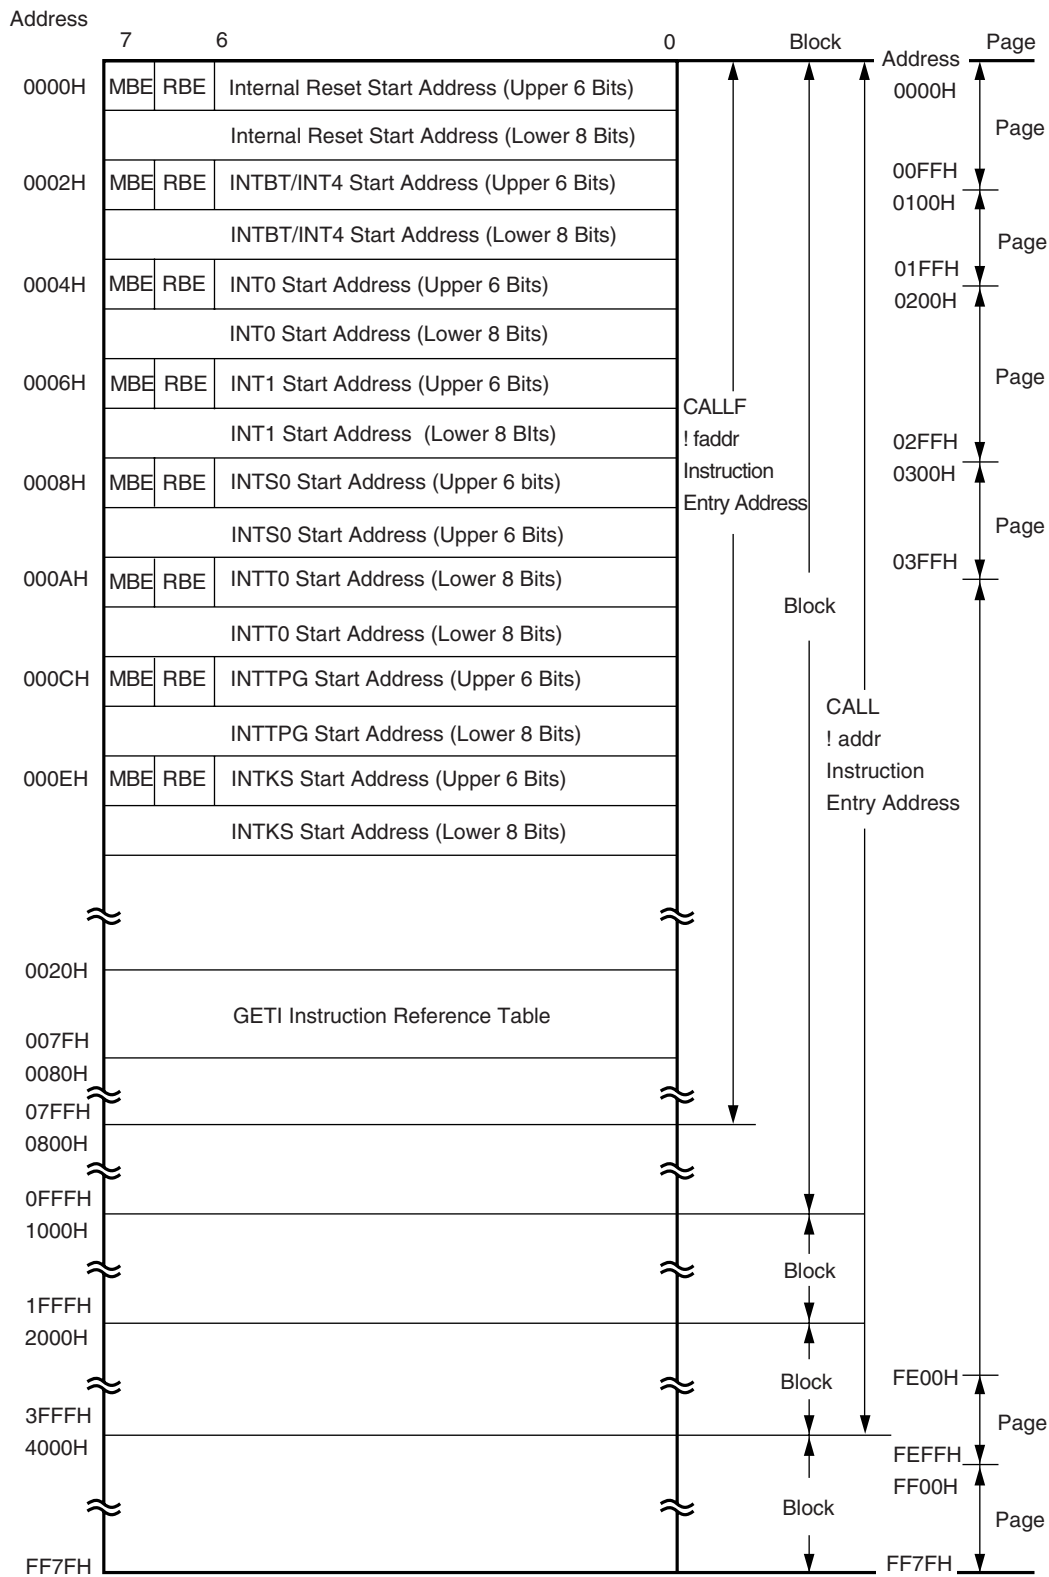 Address
7 6 0 Block Page
Address
0000H MBE RBE Internal Reset Start Address (Upper 6 Bits) 0000H
Internal Reset Start Address (Lower 8 Bits) Page
0002H MBE RBE INTBT/INT4 Start Address (Upper 6 Bits) 00FFH
0100H
INTBT/INT4 Start Address (Lower 8 Bits) Page
0004H MBE RBE INT0 Start Address (Upper 6 Bits) 01FFH
0200H
INT0 Start Address (Lower 8 Bits)
0006H MBE RBE INT1 Start Address (Upper 6 Bits) Page
CALLF
INT1 Start Address (Lower 8 BIts) ! faddr 02FFH
Instruction 0300H
0008H MBE RBE INTS0 Start Address (Upper 6 bits)
Entry Address
INTS0 Start Address (Upper 6 Bits) Page
03FFH
000AH MBE RBE INTT0 Start Address (Lower 8 Bits)
Block
INTT0 Start Address (Lower 8 Bits)
000CH MBE RBE INTTPG Start Address (Upper 6 Bits)
CALL
INTTPG Start Address (Lower 8 Bits) ! addr
Instruction
000EH MBE RBE INTKS Start Address (Upper 6 Bits)
Entry Address
INTKS Start Address (Lower 8 Bits)
0020H
GETI Instruction Reference Table
007FH
0080H
07FFH
0800H
0FFFH
1000H
Block
1FFFH
2000H
Block FE00H
3FFFH Page
4000H FEFFH
FF00H
Block
Page
FF7FH FF7FH